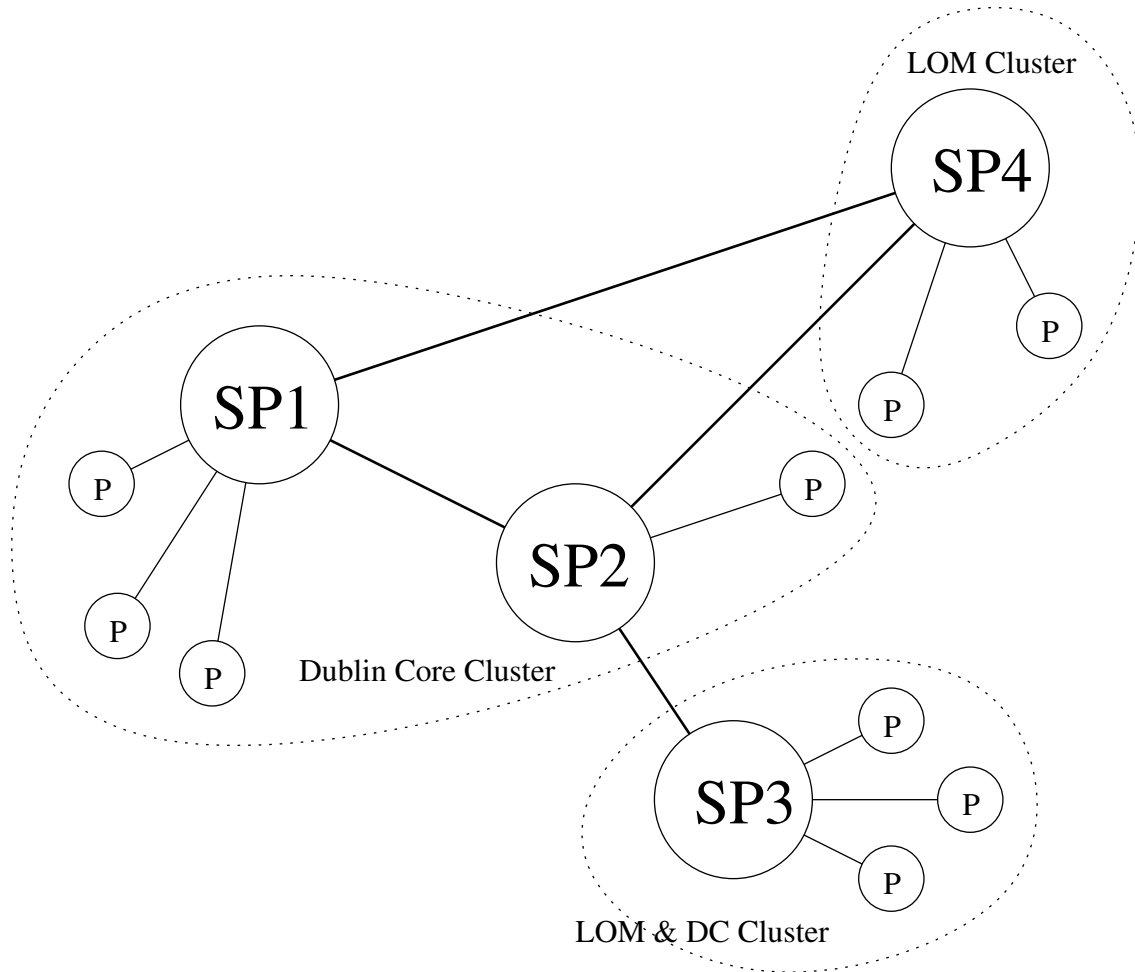 LOM Cluster
SP4
P
P
SP1
P
P
SP2
P
P
Dublin Core Cluster
P
SP3
P
P
LOM & DC Cluster